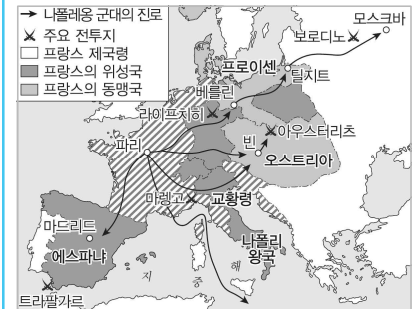 나폴레옹 군대의 진로
주요 전투지
프랑스 제국령
프랑스의 위성국
프랑스의 동맹국
모스크바
보로디노
프로이센
틸지트
베를린
라이프치히
빈
아우스터리츠
파리
오스트리아
마렝고
교황령
마드리드
에스파냐
나폴리
왕국
지
중
해
트라팔가르